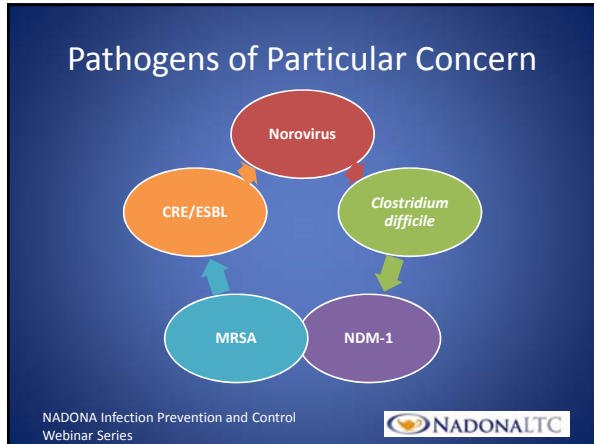 Pathogens of Particular Concern
Norovirus
Clostridium
difficile
NDM-1
MRSA
CRE/ESBL
NADONA Infection Prevention and Control
Webinar Series
NADONALTC